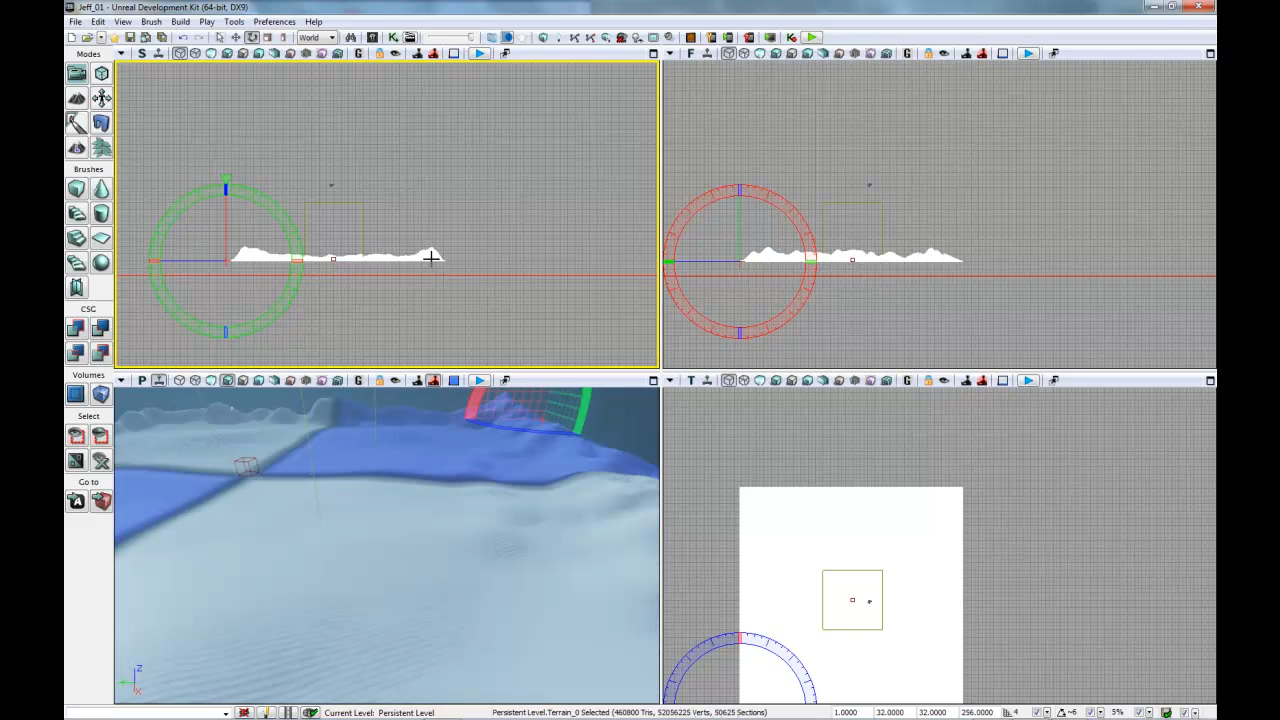 Jeff_01 - Unreal Development Kit (64-bit, DX9)
File Edit View Brush Build Play Tools Preferences Help
World
Modes
S G
F G
Brushes
CSG
Volumes
P G
T G
Select
Go to
A
Z
X
Current Level: Persistent Level
Persistent Level.Terrain_0 Selected (460800 Tris, 52056225 Verts, 50625 Sections)
1.0000 32.0000 32.0000 256.0000 4 ~6 5%